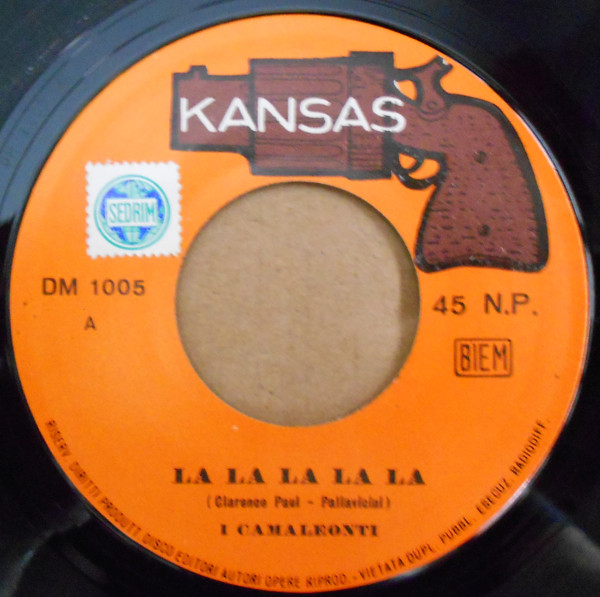 KANSAS
SEDRIM
DM 1005
45 N.P.
A
BIEM
LA LA LA LA LA
(Clarence Paul - Pallavicini)
I CAMALEONTI
RISERV. DIRITTI PRODUTT. DISCO EDITORI AUTORI OPERE RIPROD. - VIETATA DUPL. PUBBL. ESECUZ. RADIODIFF.